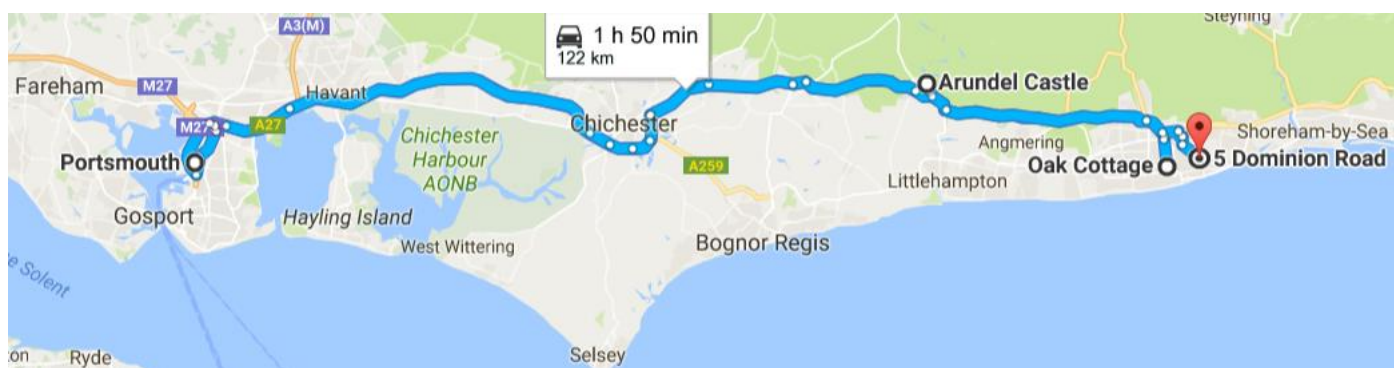 Steyning
A3(M)
1 h 50 min
122 km
Fareham
M27
Havant
Arundel Castle
M27
A27
Chichester
Shoreham-by-Sea
Chichester
Harbour
AONB
Angmering
Portsmouth
A259
Oak Cottage
5 Dominion Road
Littlehampton
Gosport
Hayling Island
West Wittering
Bognor Regis
e Solent
on
Ryde
Selsey